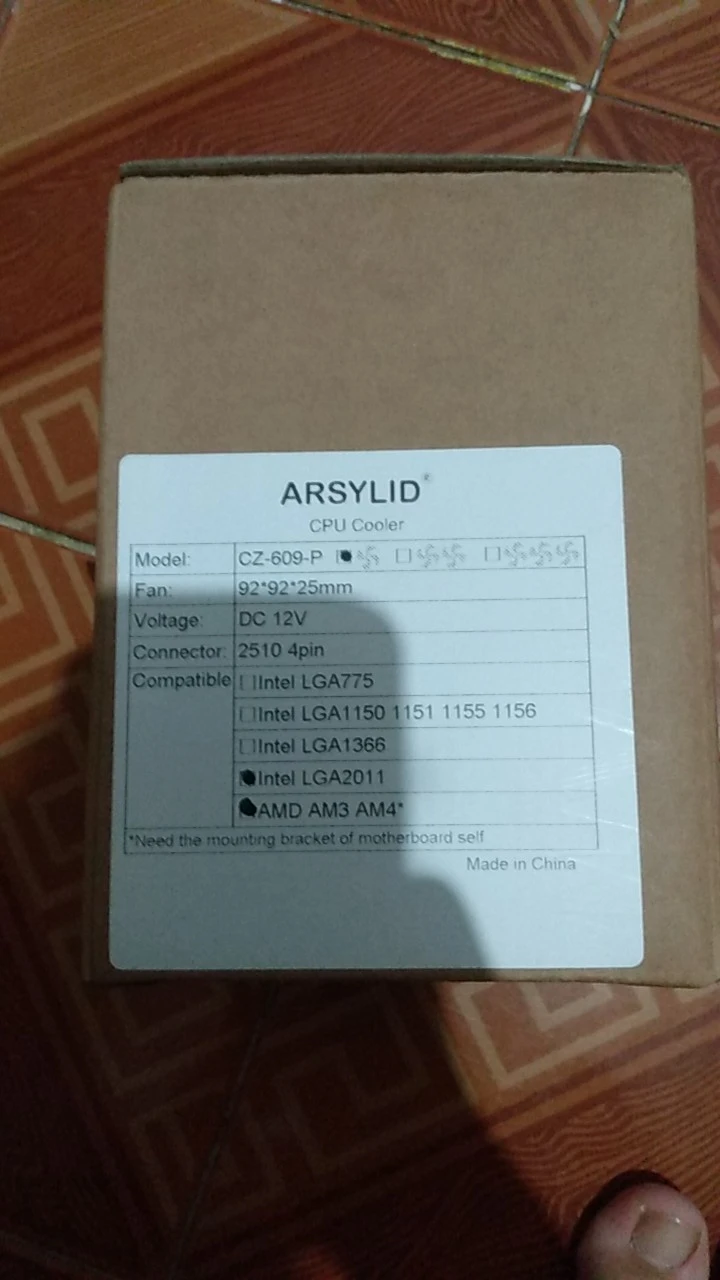 ARSYLID®
CPU Cooler
Model: CZ-609-P
Fan: 92*92*25mm
Voltage: DC 12V
Connector: 2510 4pin
Compatible Intel LGA775
Intel LGA1150 1151 1155 1156
Intel LGA1366
Intel LGA2011
AMD AM3 AM4*
*Need the mounting bracket of motherboard self
Made in China